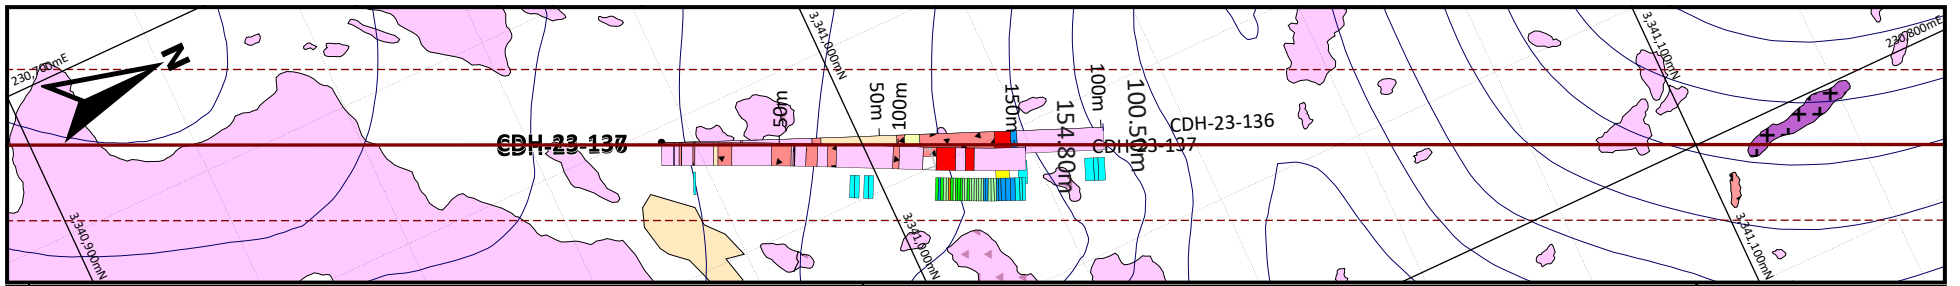 230,700mE
N
3,341,000mN
3,341,100mN
230,800mE
50m
50m
100m
150m
100m
154.80m
100.50m
CDH-23-136
CDH-23-137
CDH-23-137
3,340,900mN
3,341,000mN
3,341,100mN